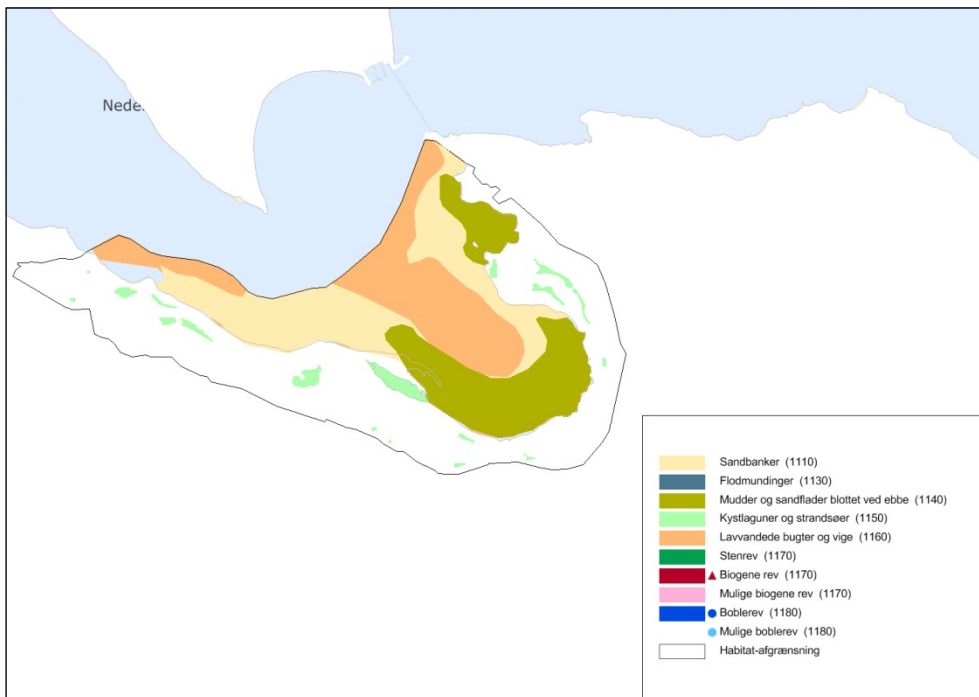 Nede
Sandbanker (1110)
Flodmundinger (1130)
Mudder og sandflader blottet ved ebbe (1140)
Kystlaguner og strandsøer (1150)
Lavvandede bugter og vige (1160)
Stenrev (1170)
Biogene rev (1170)
Mulige biogene rev (1170)
Boblerev (1180)
Mulige boblerev (1180)
Habitat-afgrænsning